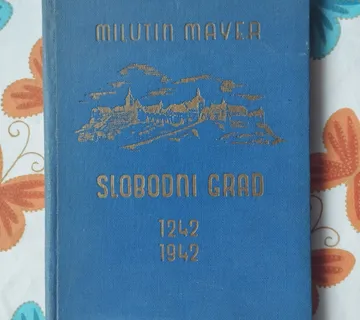 MILUTIN MAYER
SLOBODNI GRAD
1242
1942